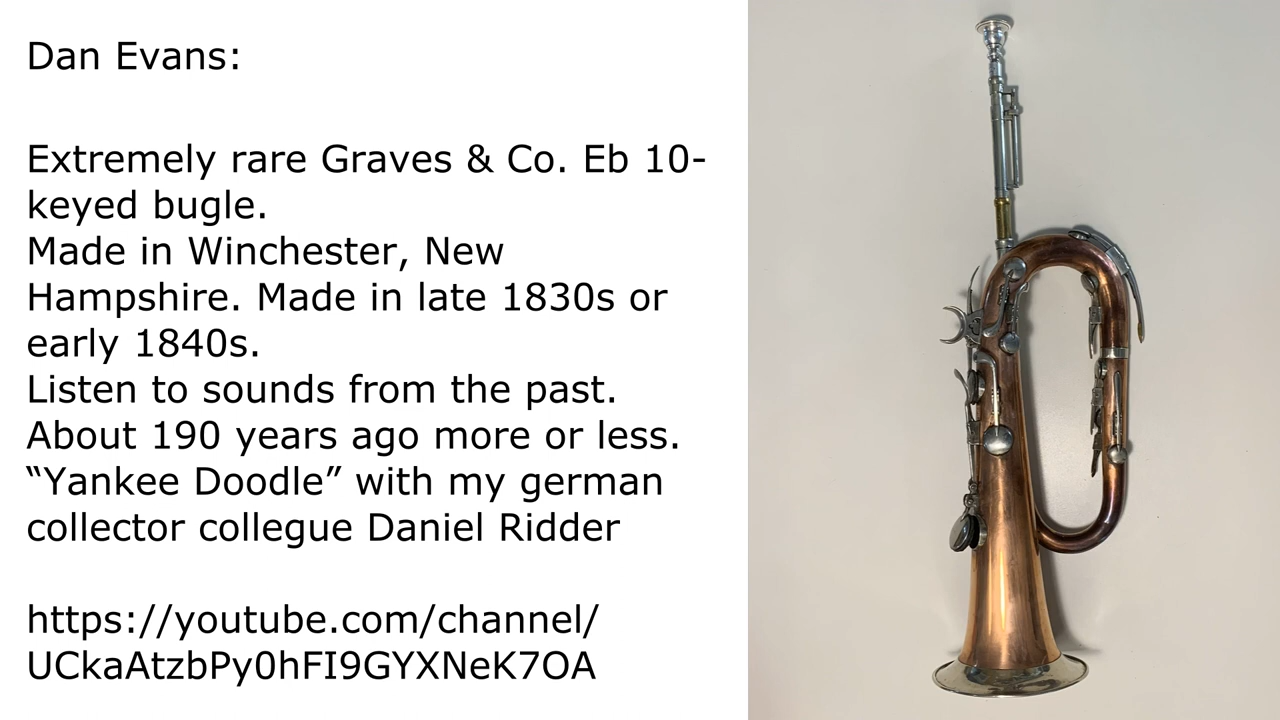 Dan Evans:
Extremely rare Graves & Co. Eb 10-
keyed bugle.
Made in Winchester, New
Hampshire. Made in late 1830s or
early 1840s.
Listen to sounds from the past.
About 190 years ago more or less.
“Yankee Doodle” with my german
collector collegue Daniel Ridder
https://youtube.com/channel/
UCkaAtzbPy0hFI9GYXNeK7OA